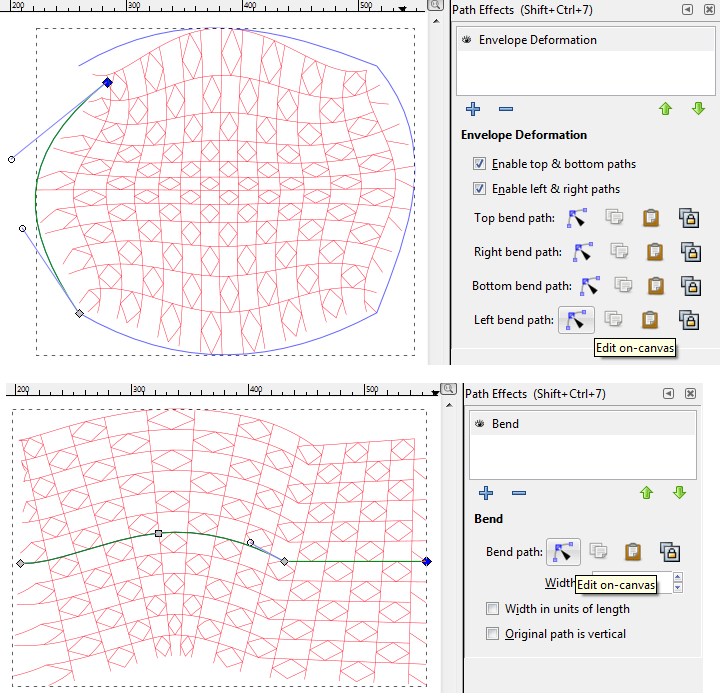 200 300 400 500
Path Effects (Shift+Ctrl+7)
Envelope Deformation
Envelope Deformation
Enable top & bottom paths
Enable left & right paths
Top bend path:
Right bend path:
Bottom bend path:
Left bend path:
Edit on-canvas
200 300 400 500
Path Effects (Shift+Ctrl+7)
Bend
Bend
Bend path:
Width
Edit on-canvas
Width in units of length
Original path is vertical